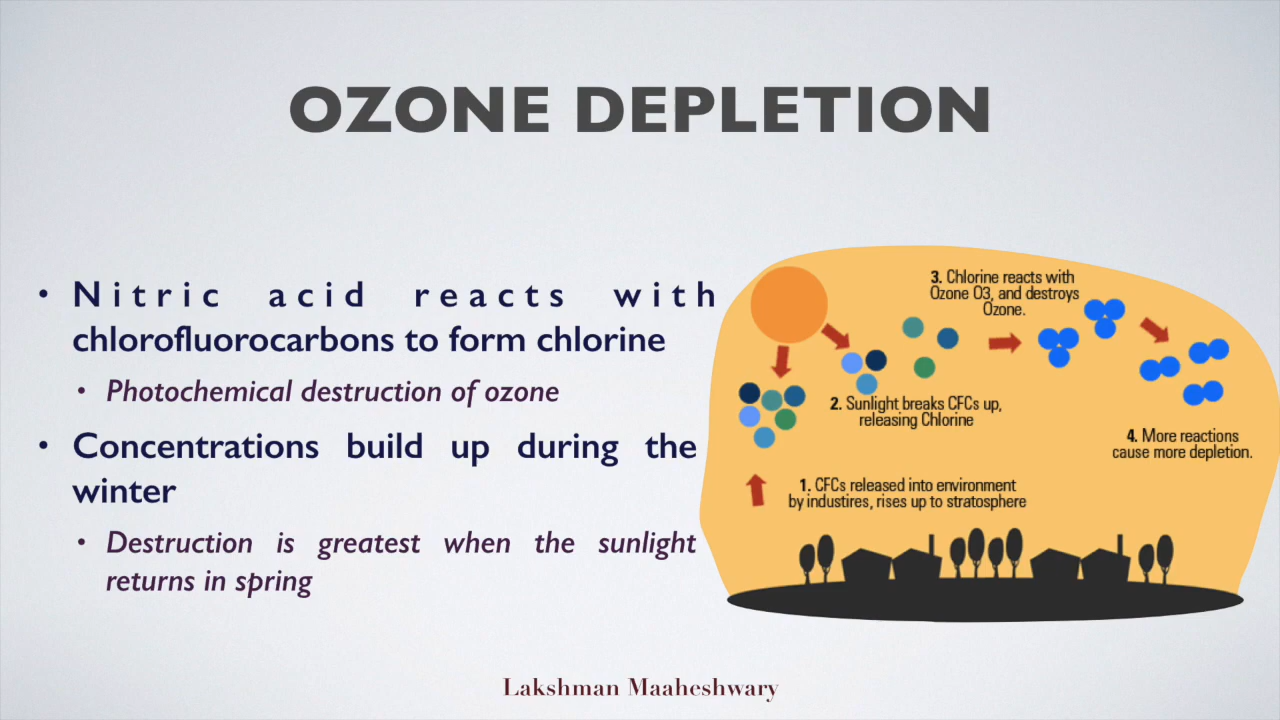 OZONE DEPLETION
• Nitric acid reacts with
chlorofluorocarbons to form chlorine
• Photochemical destruction of ozone
• Concentrations build up during the
winter
• Destruction is greatest when the sunlight
returns in spring
3. Chlorine reacts with
Ozone O3, and destroys
Ozone.
2. Sunlight breaks CFCs up,
releasing Chlorine
4. More reactions
cause more depletion.
1. CFCs released into environment
by industires, rises up to stratosphere
Lakshman Maaheshwary